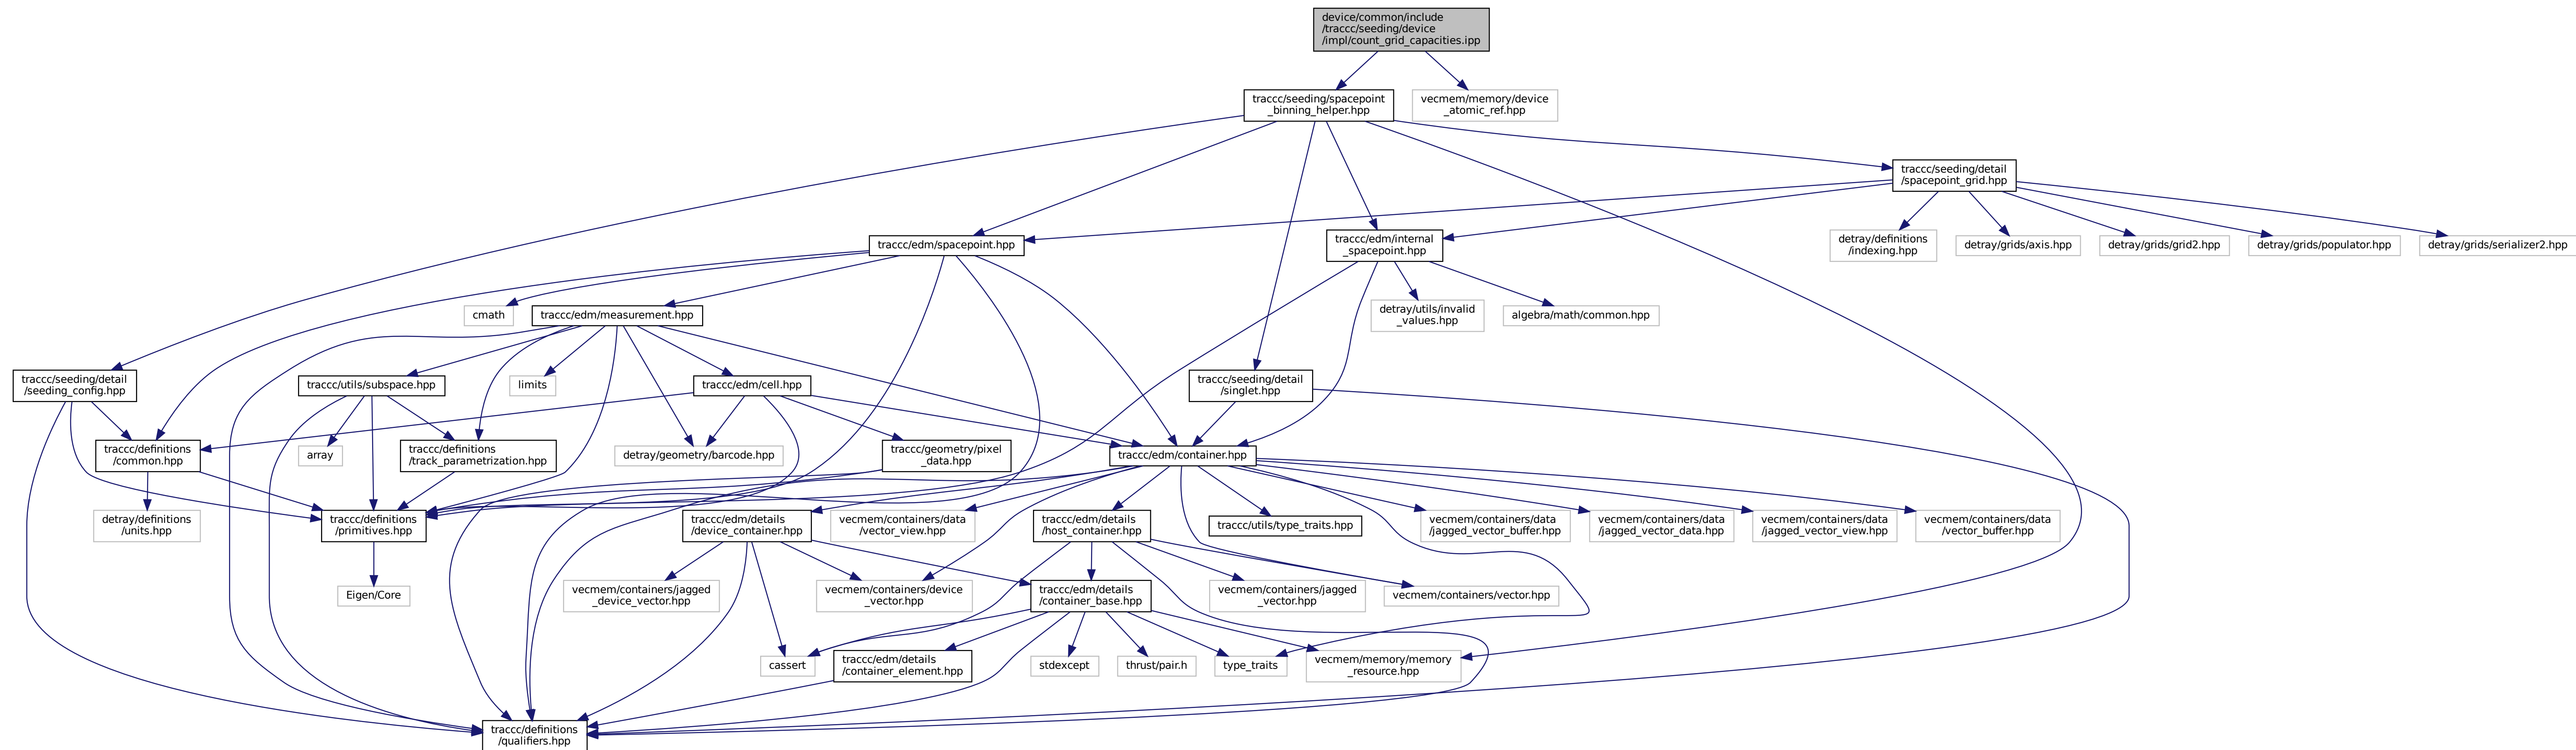 device/common/include
/traccc/seeding/device
/impl/count_grid_capacities.ipp
traccc/seeding/spacepoint
_binning_helper.hpp
vecmem/memory/device
_atomic_ref.hpp
traccc/seeding/detail
/spacepoint_grid.hpp
traccc/edm/spacepoint.hpp
traccc/edm/internal
_spacepoint.hpp
detray/definitions
/indexing.hpp
detray/grids/axis.hpp
detray/grids/grid2.hpp
detray/grids/populator.hpp
detray/grids/serializer2.hpp
cmath
traccc/edm/measurement.hpp
detray/utils/invalid
_values.hpp
algebra/math/common.hpp
traccc/seeding/detail
/seeding_config.hpp
traccc/utils/subspace.hpp
limits
traccc/edm/cell.hpp
traccc/seeding/detail
/singlet.hpp
traccc/definitions
/common.hpp
array
traccc/definitions
/track_parametrization.hpp
detray/geometry/barcode.hpp
traccc/geometry/pixel
_data.hpp
traccc/edm/container.hpp
detray/definitions
/units.hpp
traccc/definitions
/primitives.hpp
traccc/edm/details
/device_container.hpp
vecmem/containers/data
/vector_view.hpp
traccc/edm/details
/host_container.hpp
traccc/utils/type_traits.hpp
vecmem/containers/data
/jagged_vector_buffer.hpp
vecmem/containers/data
/jagged_vector_data.hpp
vecmem/containers/data
/jagged_vector_view.hpp
vecmem/containers/data
/vector_buffer.hpp
Eigen/Core
vecmem/containers/jagged
_device_vector.hpp
vecmem/containers/device
_vector.hpp
traccc/edm/details
/container_base.hpp
vecmem/containers/jagged
_vector.hpp
vecmem/containers/vector.hpp
cassert
traccc/edm/details
/container_element.hpp
stdexcept
thrust/pair.h
type_traits
vecmem/memory/memory
_resource.hpp
traccc/definitions
/qualifiers.hpp